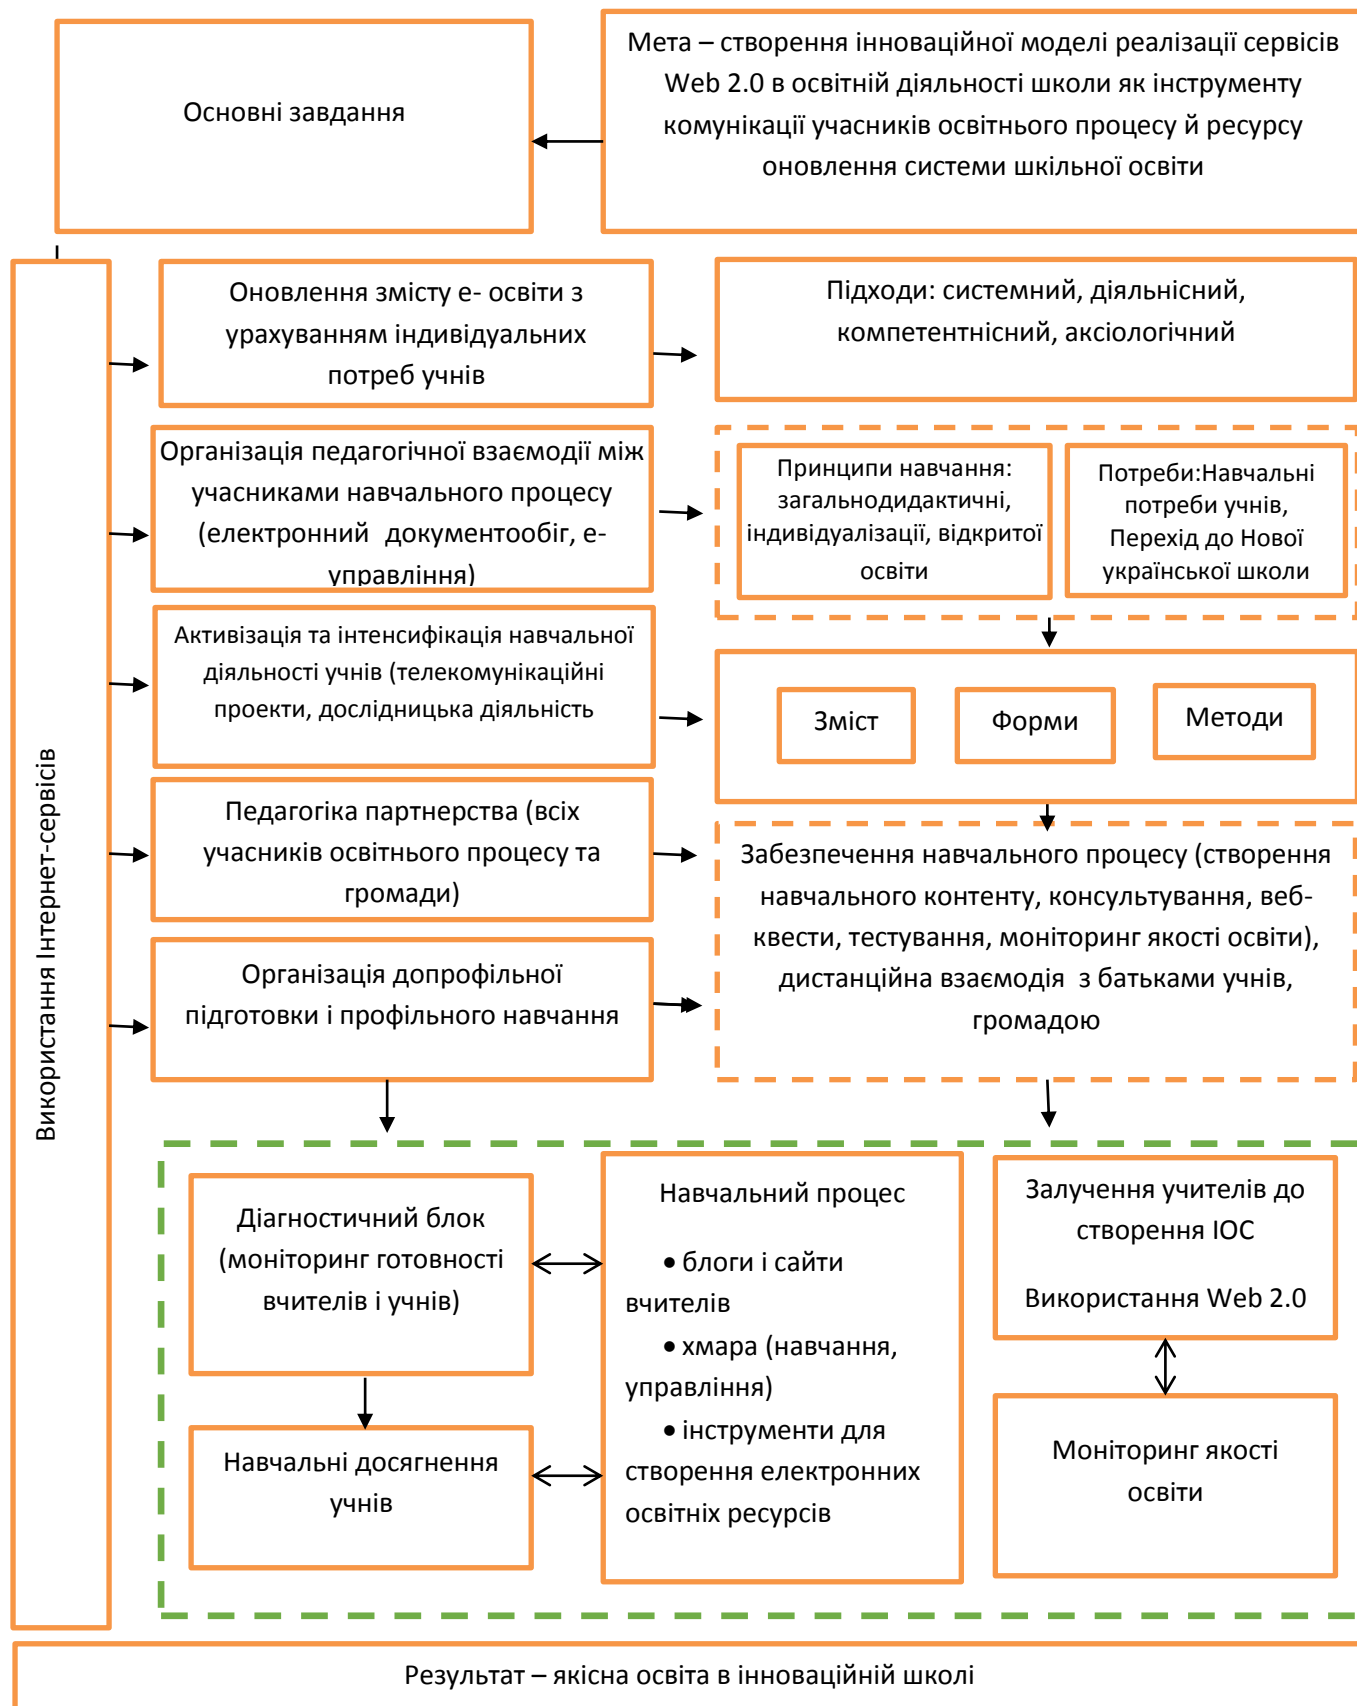 Основні завдання
Мета – створення інноваційної моделі реалізації сервісів
Web 2.0 в освітній діяльності школи як інструменту
комунікації учасників освітнього процесу й ресурсу
оновлення системи шкільної освіти
Використання Інтернет-сервісів
Оновлення змісту е- освіти з
урахуванням індивідуальних
потреб учнів
Підходи: системний, діяльнісний,
компетентнісний, аксіологічний
Організація педагогічної взаємодії між
учасниками навчального процесу
(електронний документообіг, е-
управління)
Принципи навчання:
загальнодидактичні,
індивідуалізації, відкритої
освіти
Потреби:Навчальні
потреби учнів,
Перехід до Нової
української школи
Активізація та інтенсифікація навчальної
діяльності учнів (телекомунікаційні
проекти, дослідницька діяльність
Зміст
Форми
Методи
Педагогіка партнерства (всіх
учасників освітнього процесу та
громади)
Забезпечення навчального процесу (створення
навчального контенту, консультування, веб-
квести, тестування, моніторинг якості освіти),
дистанційна взаємодія з батьками учнів,
громадою
Організація допрофільної
підготовки і профільного навчання
Діагностичний блок
(моніторинг готовності
вчителів і учнів)
Навчальні досягнення
учнів
Навчальний процес
• блоги і сайти
вчителів
• хмара (навчання,
управління)
• інструменти для
створення електронних
освітніх ресурсів
Залучення учителів до
створення ІОС
Використання Web 2.0
Моніторинг якості
освіти
Результат – якісна освіта в інноваційній школі